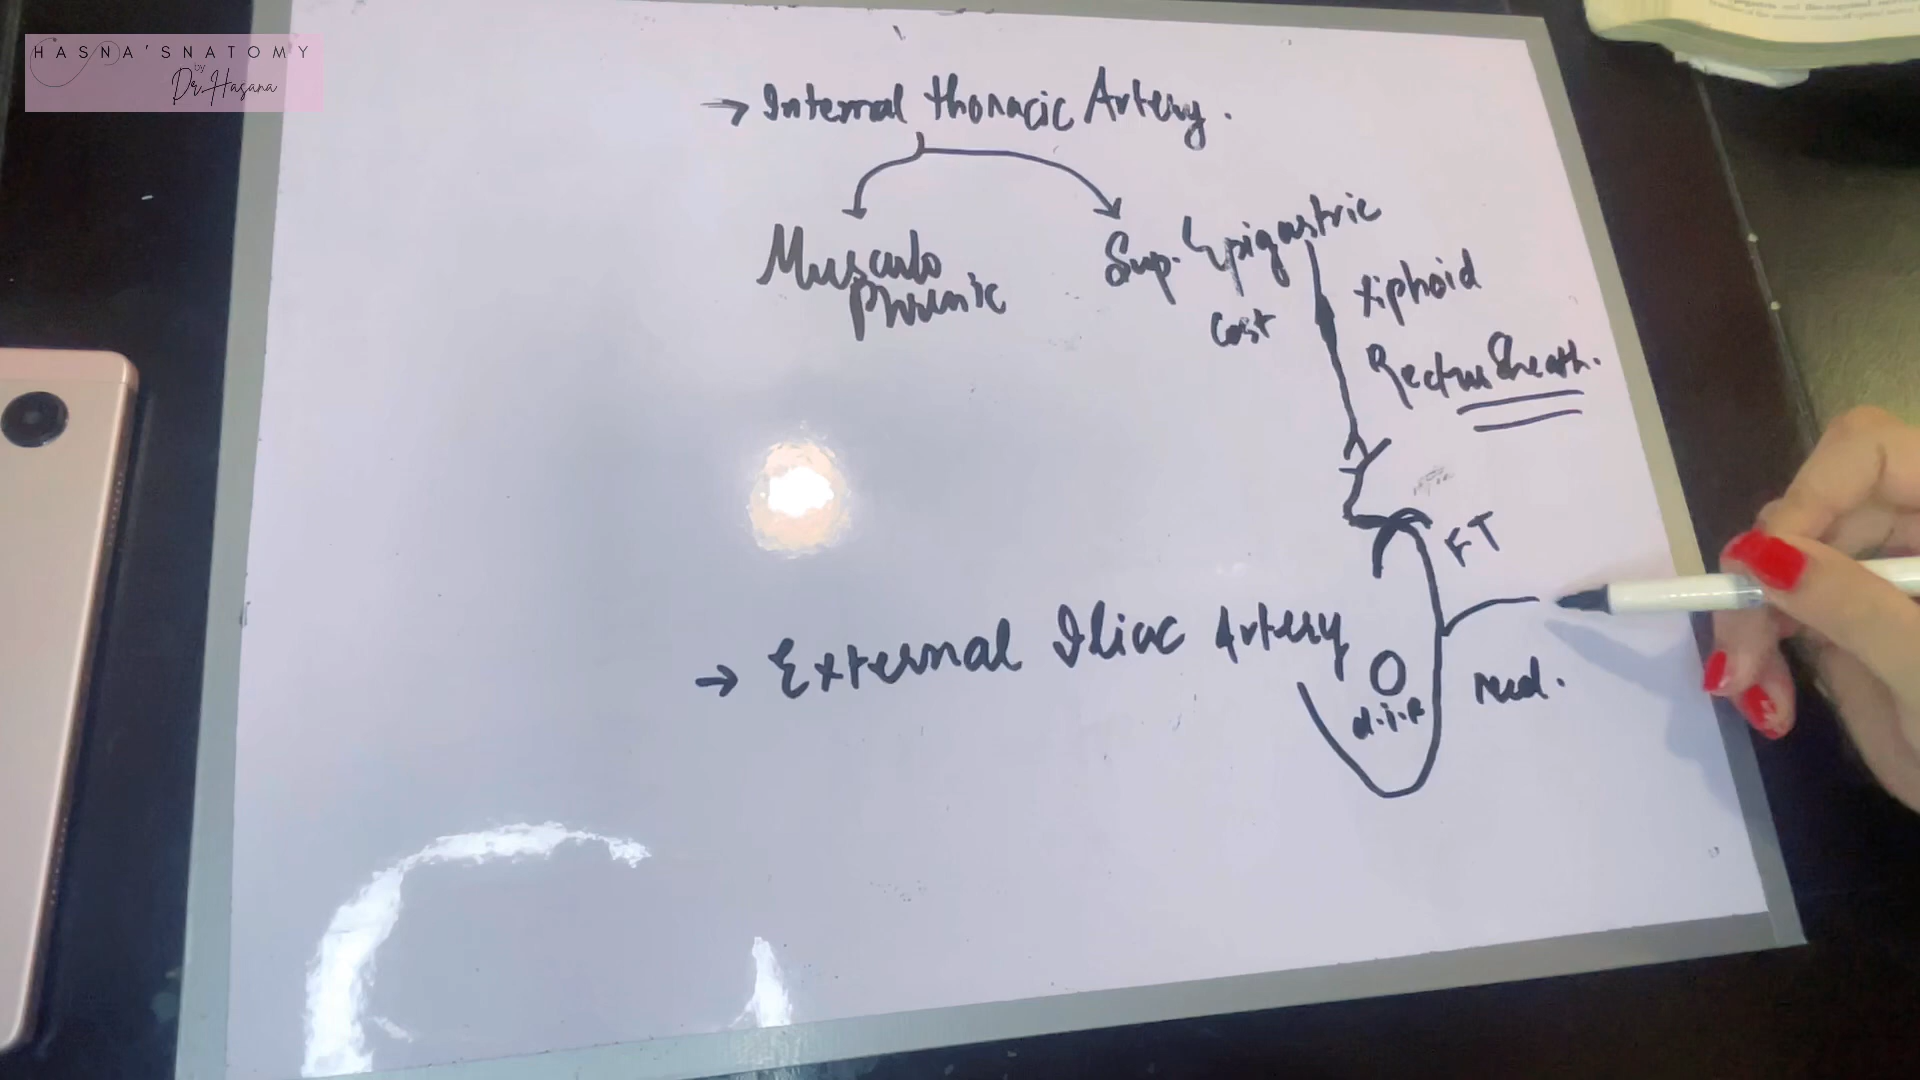 HASNA'SNATOMY
by
Dr.Hasana
→ Internal thoracic Artery.
Musculo
Phrenic
Sup. Epigastric
Cost
xiphoid
Rectus Sheath.
FT
→ External Iliac Artery
d.i.r
med.